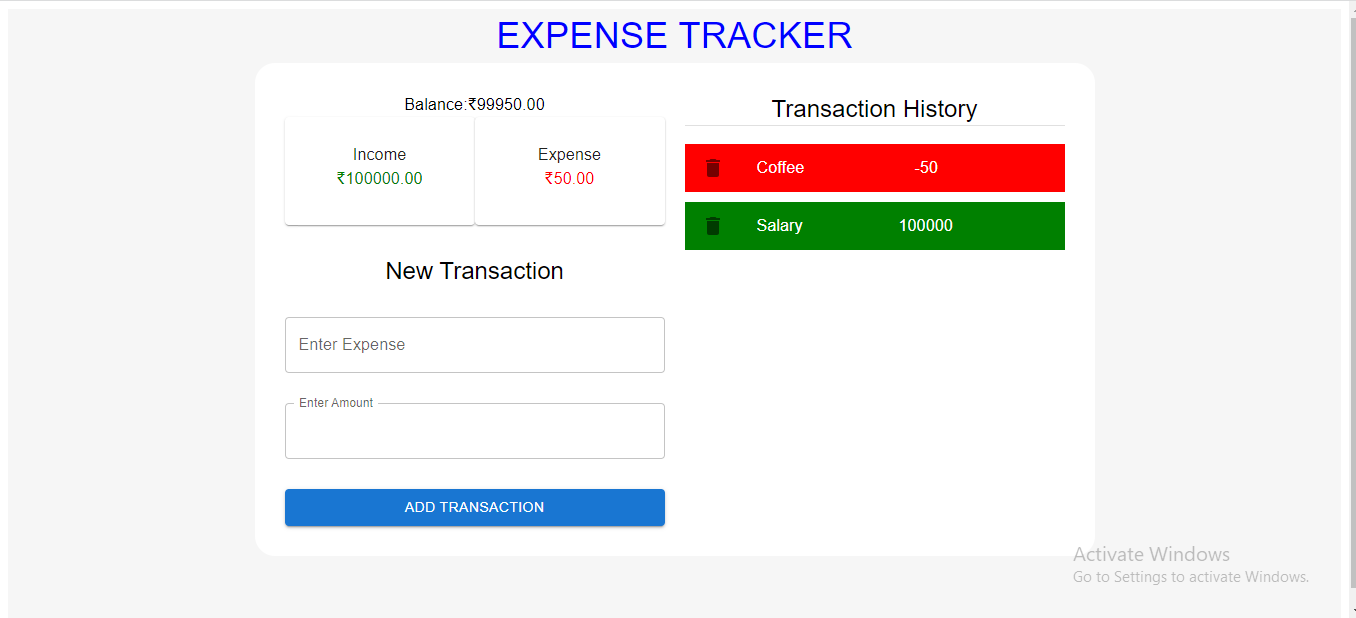 EXPENSE TRACKER
Balance:₹99950.00
Income
₹100000.00
Expense
₹50.00
New Transaction
Enter Expense
Enter Amount
ADD TRANSACTION
Transaction History
Coffee -50
Salary 100000
Activate Windows
Go to Settings to activate Windows.